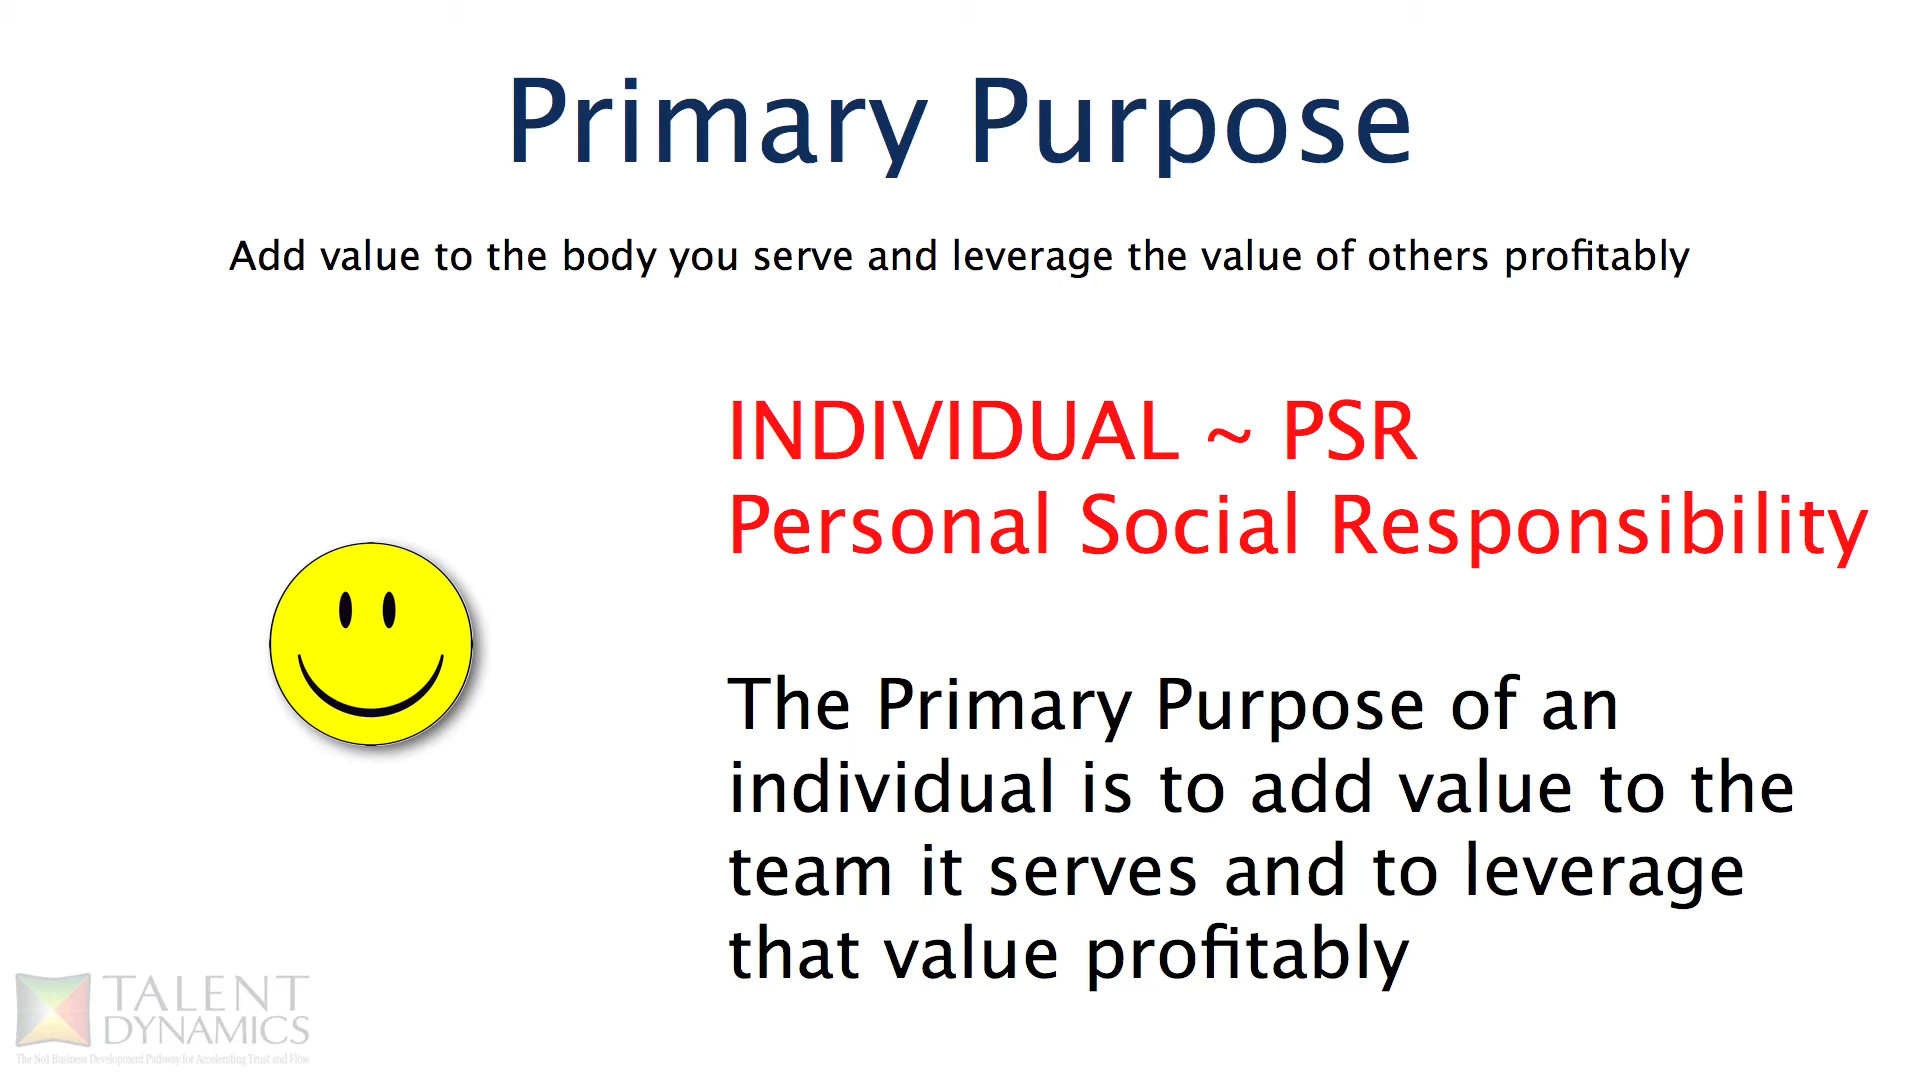 Primary Purpose
Add value to the body you serve and leverage the value of others profitably
INDIVIDUAL ~ PSR
Personal Social Responsibility
The Primary Purpose of an
individual is to add value to the
team it serves and to leverage
that value profitably
TALENT
DYNAMICS
The No1 Business Development Pathway for Accelerating Trust and Flow